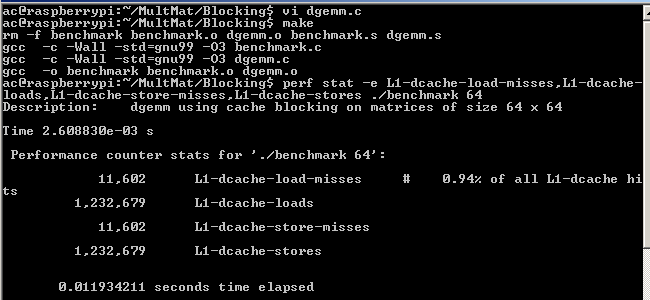 ac@raspberrypi:~/MultMat/Blocking$ vi dgemm.c
ac@raspberrypi:~/MultMat/Blocking$ make
rm -f benchmark benchmark.o dgemm.o benchmark.s dgemm.s
gcc  -c -Wall -std=gnu99 -O3 benchmark.c
gcc  -c -Wall -std=gnu99 -O3 dgemm.c
gcc  -o benchmark benchmark.o dgemm.o
ac@raspberrypi:~/MultMat/Blocking$ perf stat -e L1-dcache-load-misses,L1-dcache-
loads,L1-dcache-store-misses,L1-dcache-stores ./benchmark 64
Description:    dgemm using cache blocking on matrices of size 64 x 64
Time 2.608830e-03 s
Performance counter stats for './benchmark 64':
11,602      L1-dcache-load-misses     #    0.94% of all L1-dcache hi
ts
1,232,679      L1-dcache-loads
11,602      L1-dcache-store-misses
1,232,679      L1-dcache-stores
0.011934211 seconds time elapsed